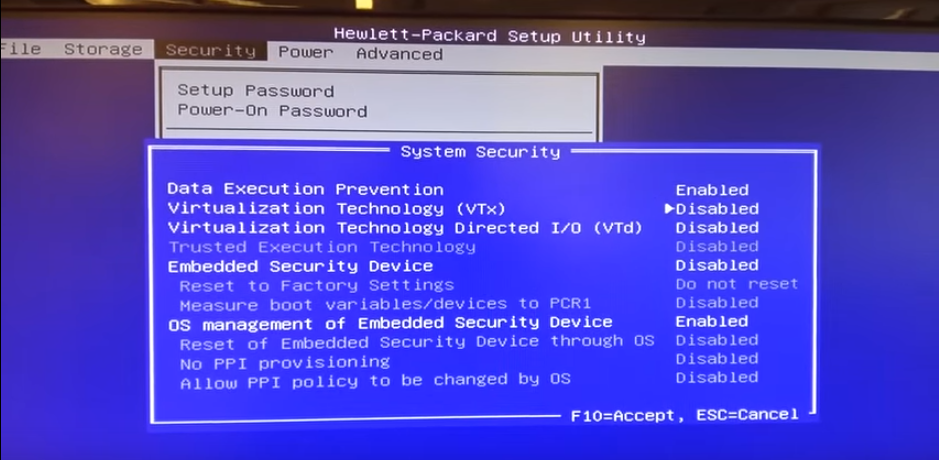 Hewlett-Packard Setup Utility
File Storage Security Power Advanced
Setup Password
Power-On Password
System Security
Data Execution Prevention Enabled
Virtualization Technology (VTx) ▶Disabled
Virtualization Technology Directed I/O (VTd) Disabled
Trusted Execution Technology Disabled
Embedded Security Device Disabled
Reset to Factory Settings Do not reset
Measure boot variables/devices to PCR1 Disabled
OS management of Embedded Security Device Enabled
Reset of Embedded Security Device through OS Disabled
No PPI provisioning Disabled
Allow PPI policy to be changed by OS Disabled
F10=Accept, ESC=Cancel